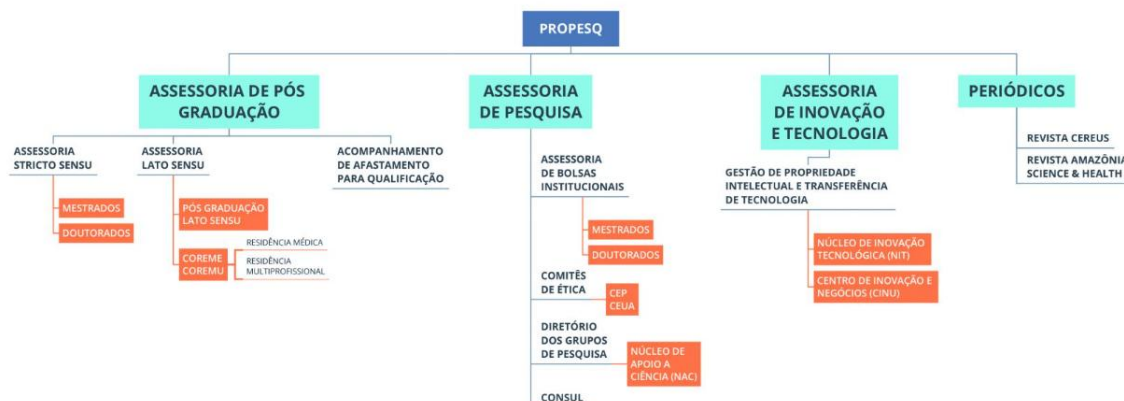 PROPESQ
ASSESSORIA DE PÓS
GRADUAÇÃO
ASSESSORIA
STRICTO SENSU
MESTRADOS
DOUTORADOS
ASSESSORIA
LATO SENSU
PÓS GRADUAÇÃO
LATO SENSU
COREME
COREMU
RESIDÊNCIA MÉDICA
RESIDÊNCIA
MULTIPROFISSIONAL
ACOMPANHAMENTO
DE AFASTAMENTO
PARA QUALIFICAÇÃO
ASSESSORIA
DE PESQUISA
ASSESSORIA
DE BOLSAS
INSTITUCIONAIS
MESTRADOS
DOUTORADOS
COMITÊS
DE ÉTICA
CEP
CEUA
DIRETÓRIO
DOS GRUPOS
DE PESQUISA
NÚCLEO DE
APOIO A
CIÊNCIA (NAC)
CONSUL
ASSESSORIA
DE INOVAÇÃO
E TECNOLOGIA
GESTÃO DE PROPRIEDADE
INTELECTUAL E TRANSFERÊNCIA
DE TECNOLOGIA
NÚCLEO DE INOVAÇÃO
TECNOLÓGICA (NIT)
CENTRO DE INOVAÇÃO E
NEGÓCIOS (CINU)
PERIÓDICOS
REVISTA CEREUS
REVISTA AMAZÔNIA
SCIENCE & HEALTH